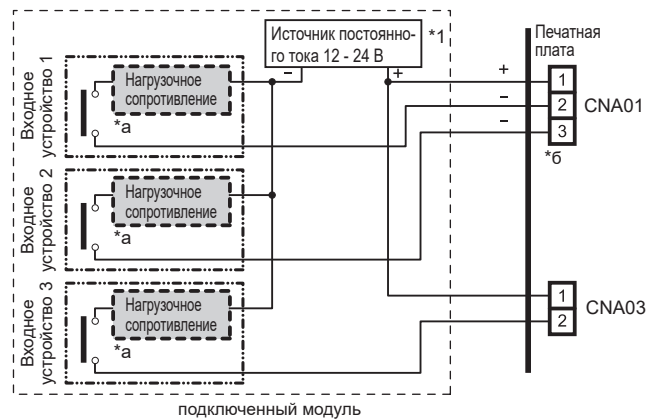 Источник постоянно-
го тока 12 - 24 В
*1
Печатная
плата
Входное
устройство 1
Нагрузочное
сопротивление
*а
–
+
+
–
–
1
2
3
CNA01
*б
Входное
устройство 2
Нагрузочное
сопротивление
*а
Входное
устройство 3
Нагрузочное
сопротивление
*а
1
2
CNA03
подключенный модуль